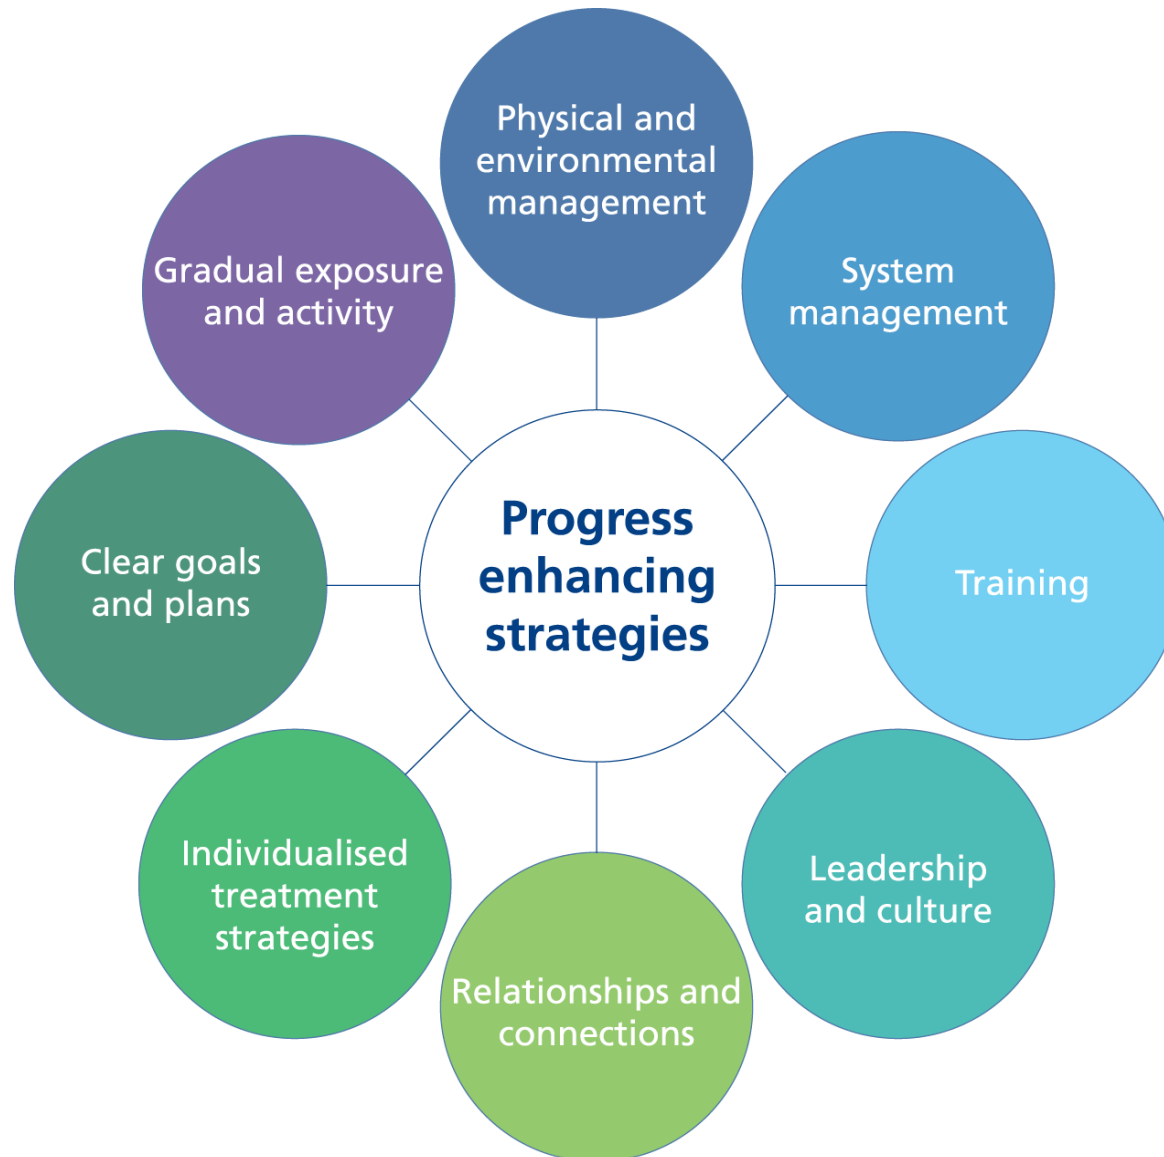 Physical and
environmental
management
System
management
Training
Leadership
and culture
Relationships and
connections
Individualised
treatment
strategies
Clear goals
and plans
Gradual exposure
and activity
Progress
enhancing
strategies